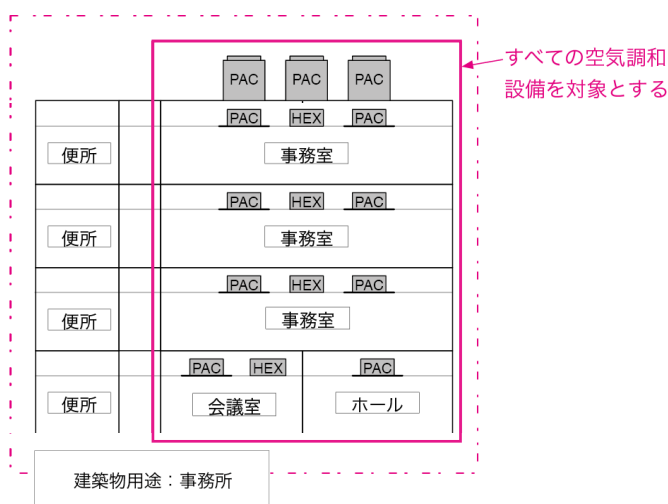 すべての空気調和
設備を対象とする
PAC PAC PAC
PAC HEX PAC
便所 事務室
PAC HEX PAC
便所 事務室
PAC HEX PAC
便所 事務室
PAC HEX PAC
便所 会議室 ホール
建築物用途：事務所